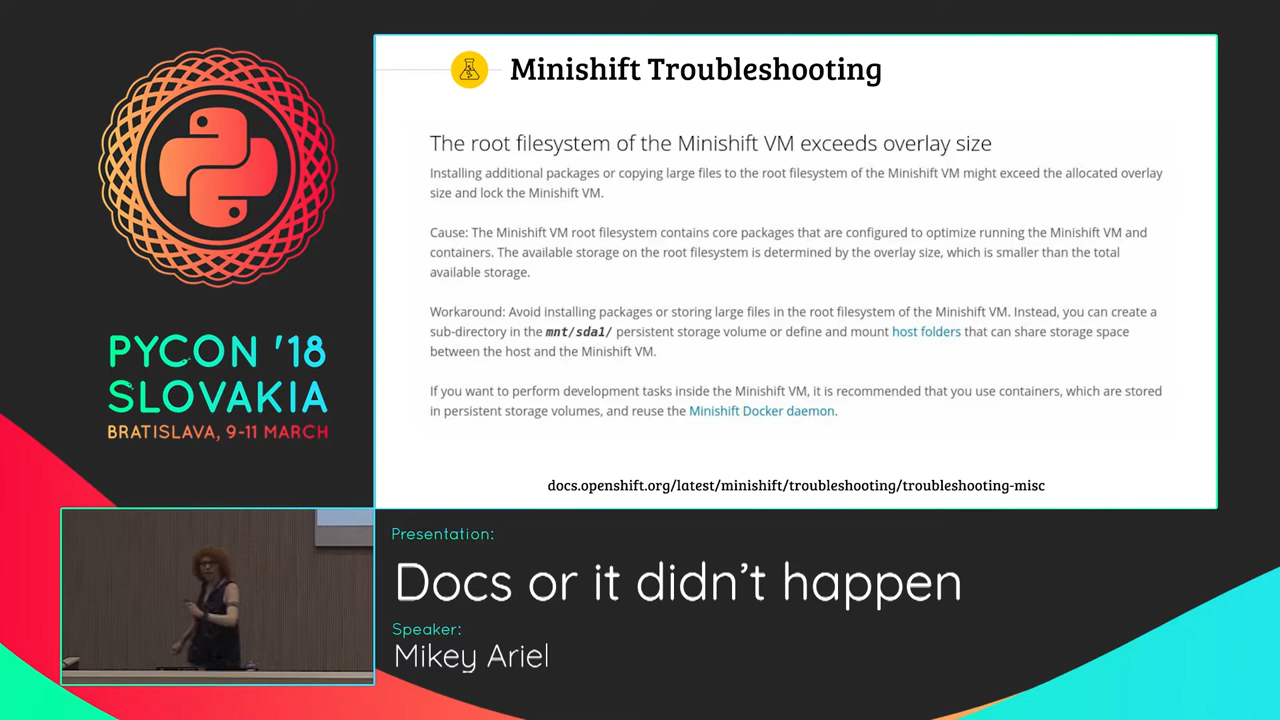 Minishift Troubleshooting
The root filesystem of the Minishift VM exceeds overlay size
Installing additional packages or copying large files to the root filesystem of the Minishift VM might exceed the allocated overlay
size and lock the Minishift VM.
Cause: The Minishift VM root filesystem contains core packages that are configured to optimize running the Minishift VM and
containers. The available storage on the root filesystem is determined by the overlay size, which is smaller than the total
available storage.
Workaround: Avoid installing packages or storing large files in the root filesystem of the Minishift VM. Instead, you can create a
sub-directory in the mnt/sda1/ persistent storage volume or define and mount host folders that can share storage space
between the host and the Minishift VM.
If you want to perform development tasks inside the Minishift VM, it is recommended that you use containers, which are stored
in persistent storage volumes, and reuse the Minishift Docker daemon.
docs.openshift.org/latest/minishift/troubleshooting/troubleshooting-misc
PYCON '18
SLOVAKIA
BRATISLAVA, 9-11 MARCH
Presentation:
Docs or it didn't happen
Speaker:
Mikey Ariel